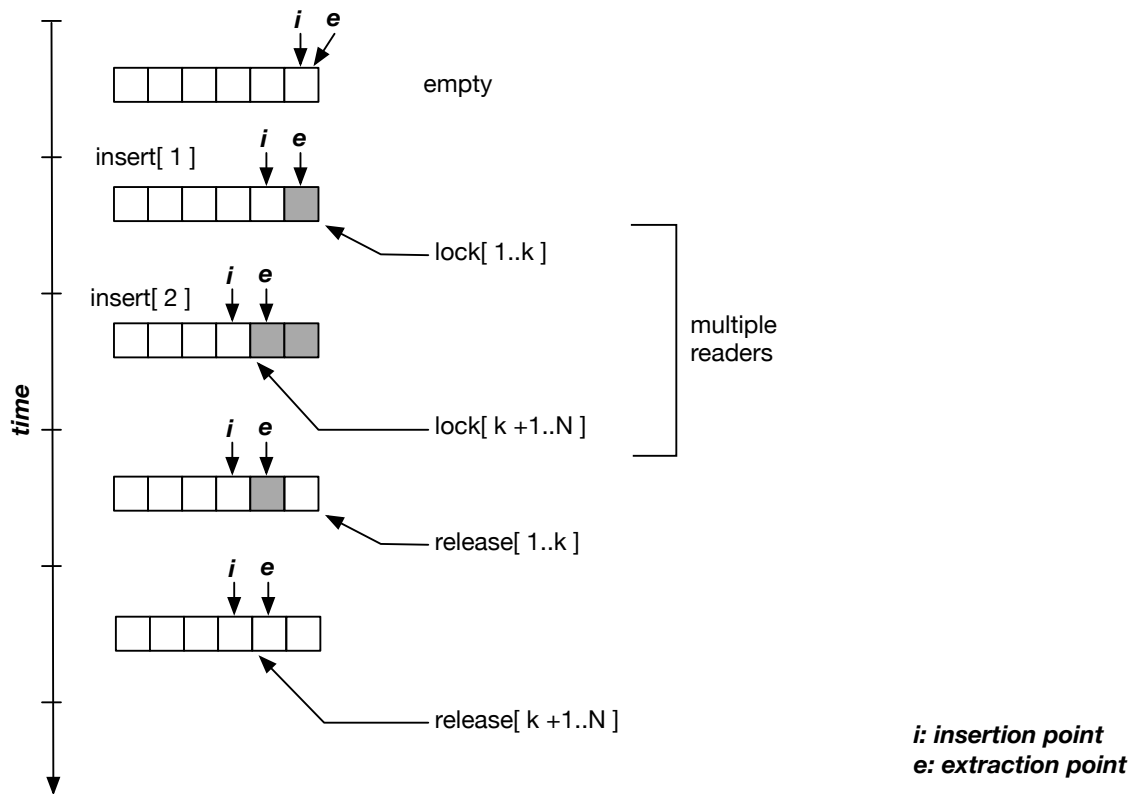 i e
empty
insert[ 1 ]
i e
lock[ 1..k ]
insert[ 2 ]
i e
multiple
readers
time
lock[ k +1..N ]
i e
release[ 1..k ]
i e
release[ k +1..N ]
i: insertion point
e: extraction point